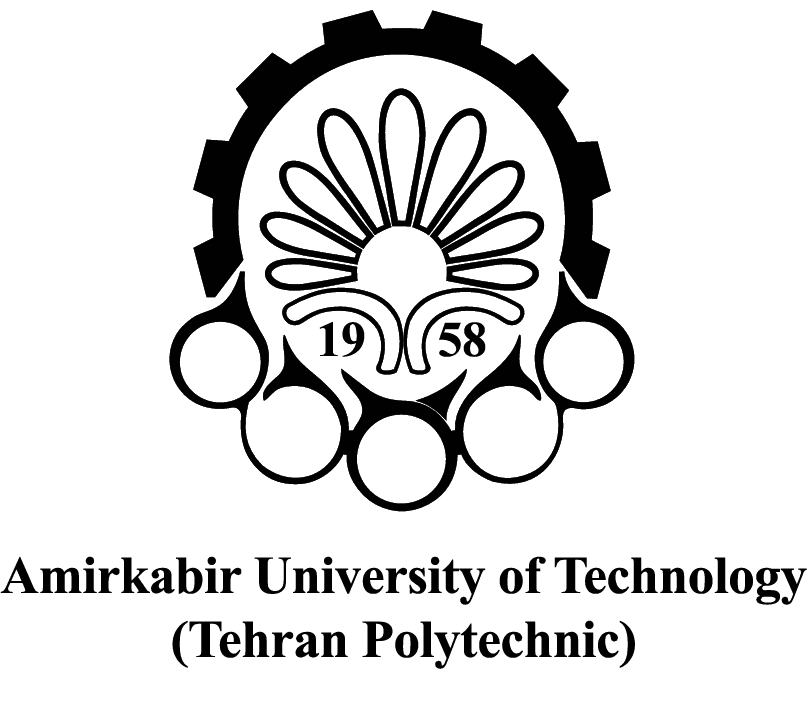 19 58
Amirkabir University of Technology
(Tehran Polytechnic)